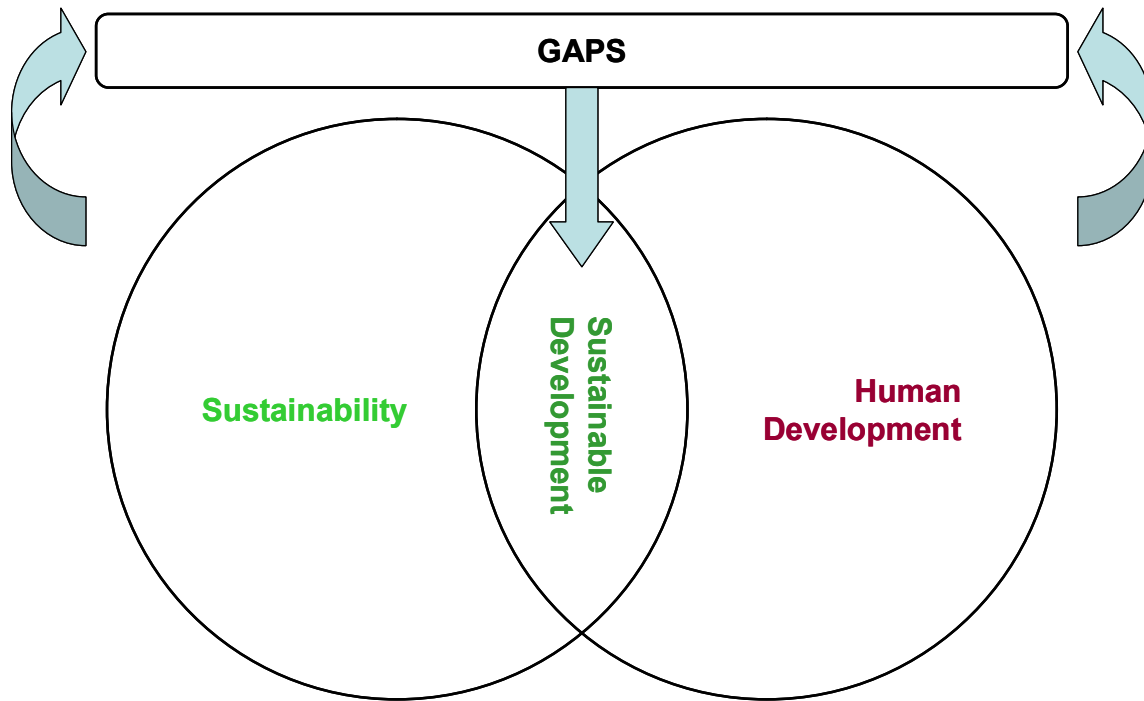 GAPS
Sustainability
Sustainable
Development
Human
Development